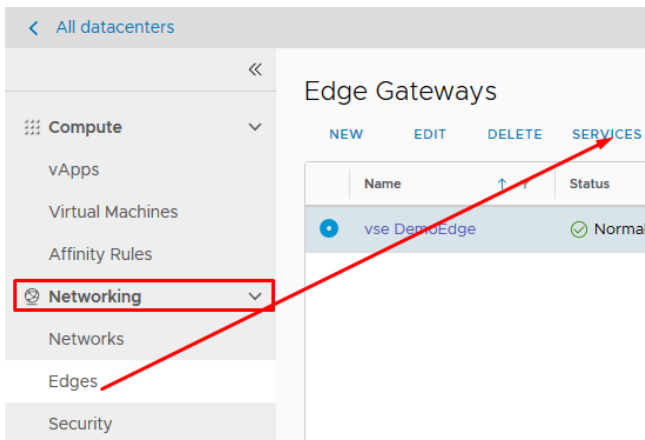 All datacenters
Compute
vApps
Virtual Machines
Affinity Rules
Networking
Networks
Edges
Security
Edge Gateways
NEW EDIT DELETE SERVICES
Name Status
vse DemoEdge Normal